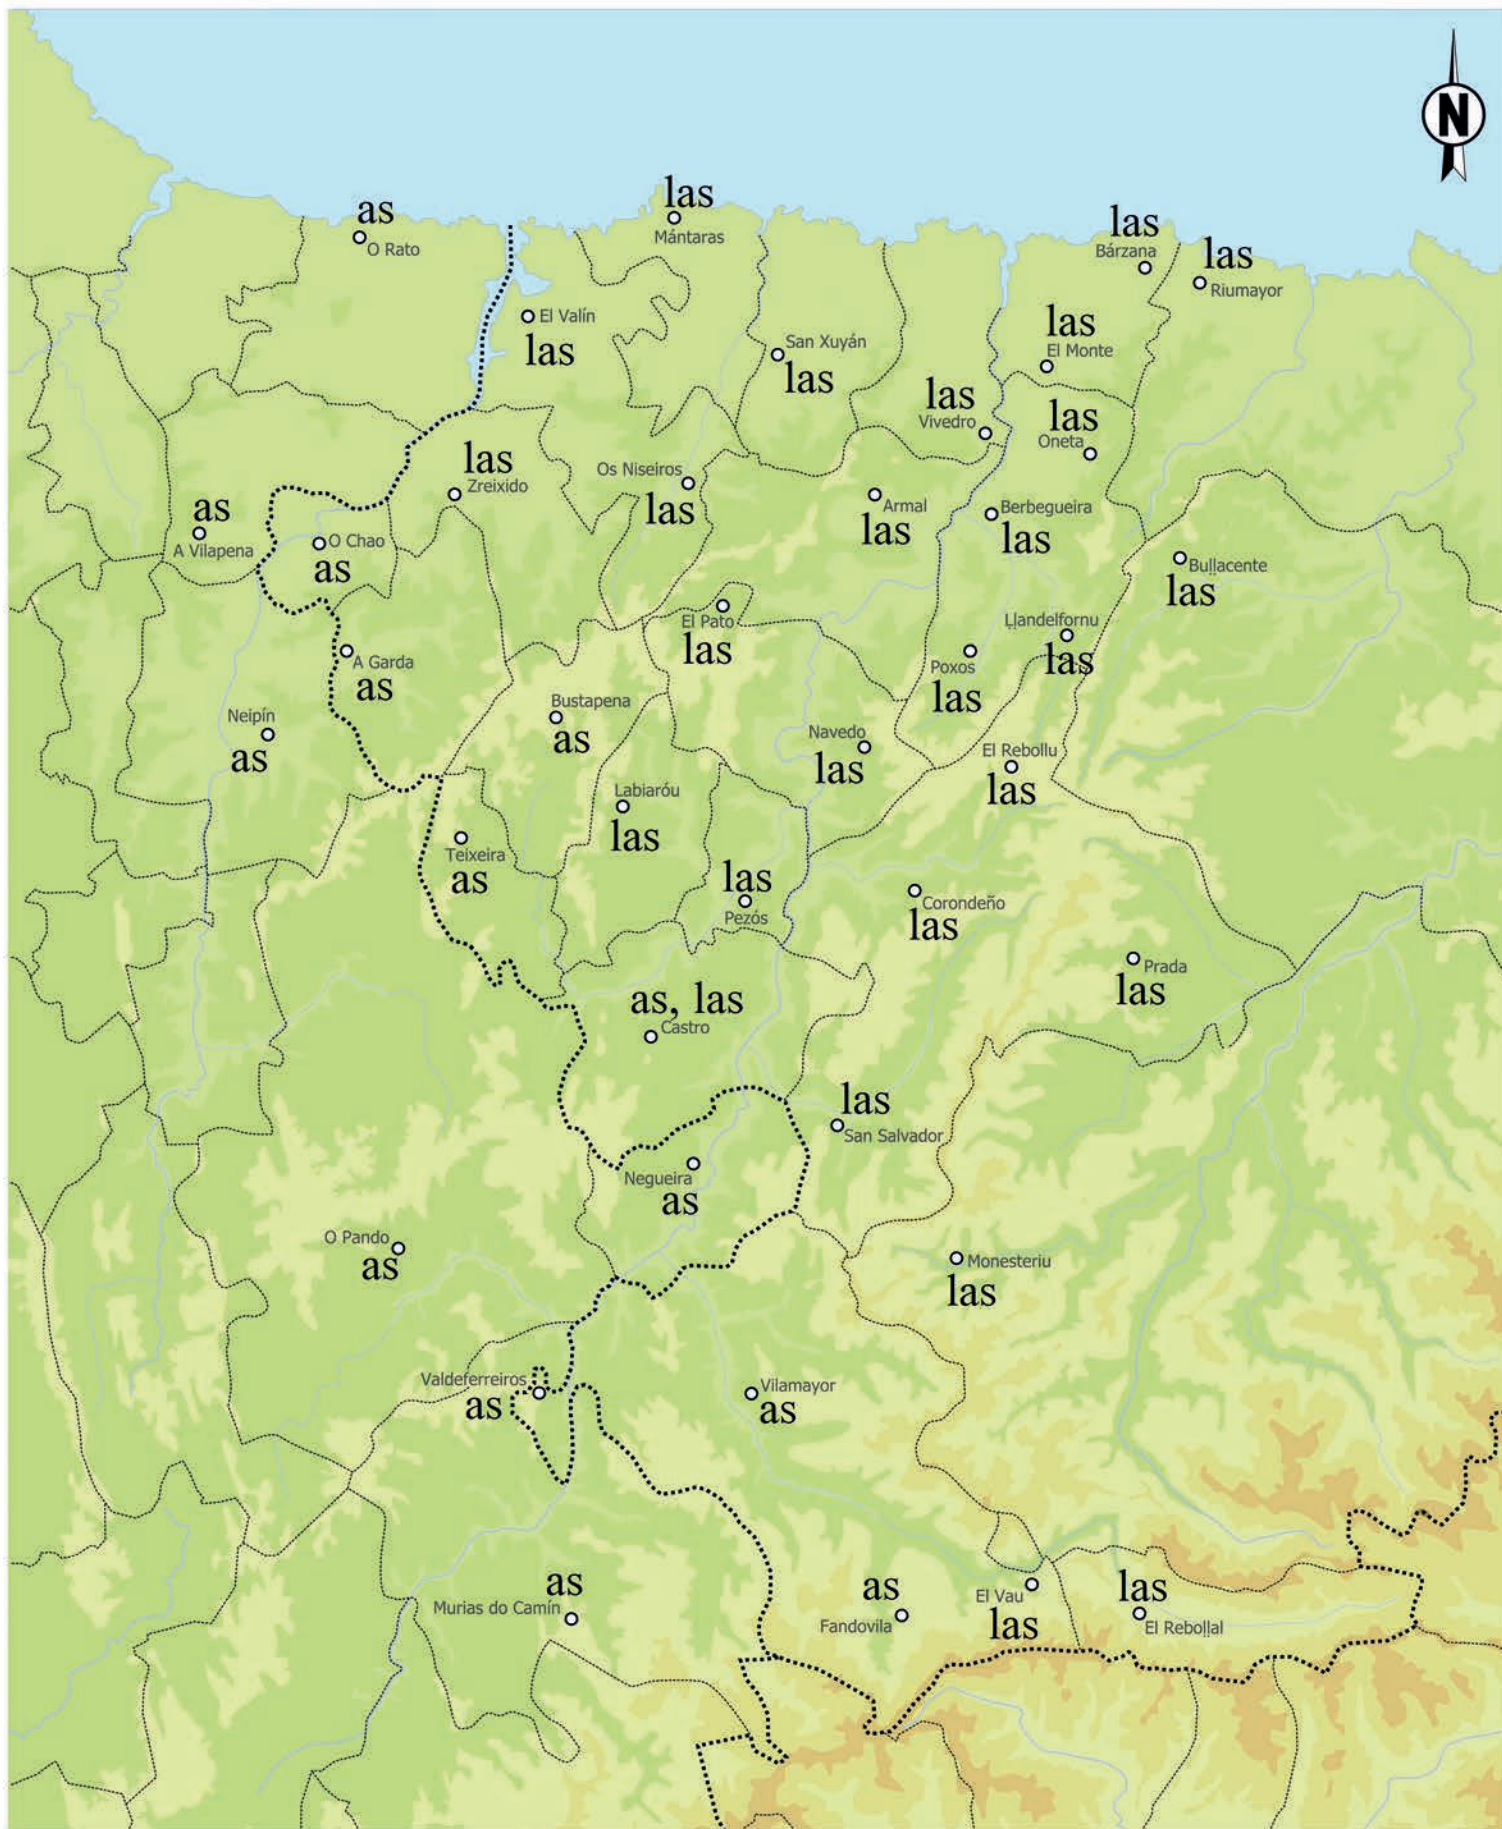 N
las
as
Mántaras
O Rato
las
Bárzana
las
Riumayor
El Valín
las
las
El Monte
San Xuyán
las
las
Vivedro
las
Oneta
las
Zreixido
Os Niseiros
las
Armal
las
Berbegueira
las
as
A Vilapena
O Chao
as
Buḷḷacente
las
El Pato
las
Ḷḷandelfornu
las
A Garda
as
Poxos
las
Neipín
as
Bustapena
as
Navedo
las
El Rebollu
las
Labiaróu
las
Teixeira
as
las
Pezós
Corondeño
las
Prada
las
as, las
Castro
las
San Salvador
Negueira
as
O Pando
as
Monesteriu
las
Valdeferreiros
as
Vilamayor
as
as
Murias do Camín
as
Fandovila
El Vau
las
las
El Reboḷḷal